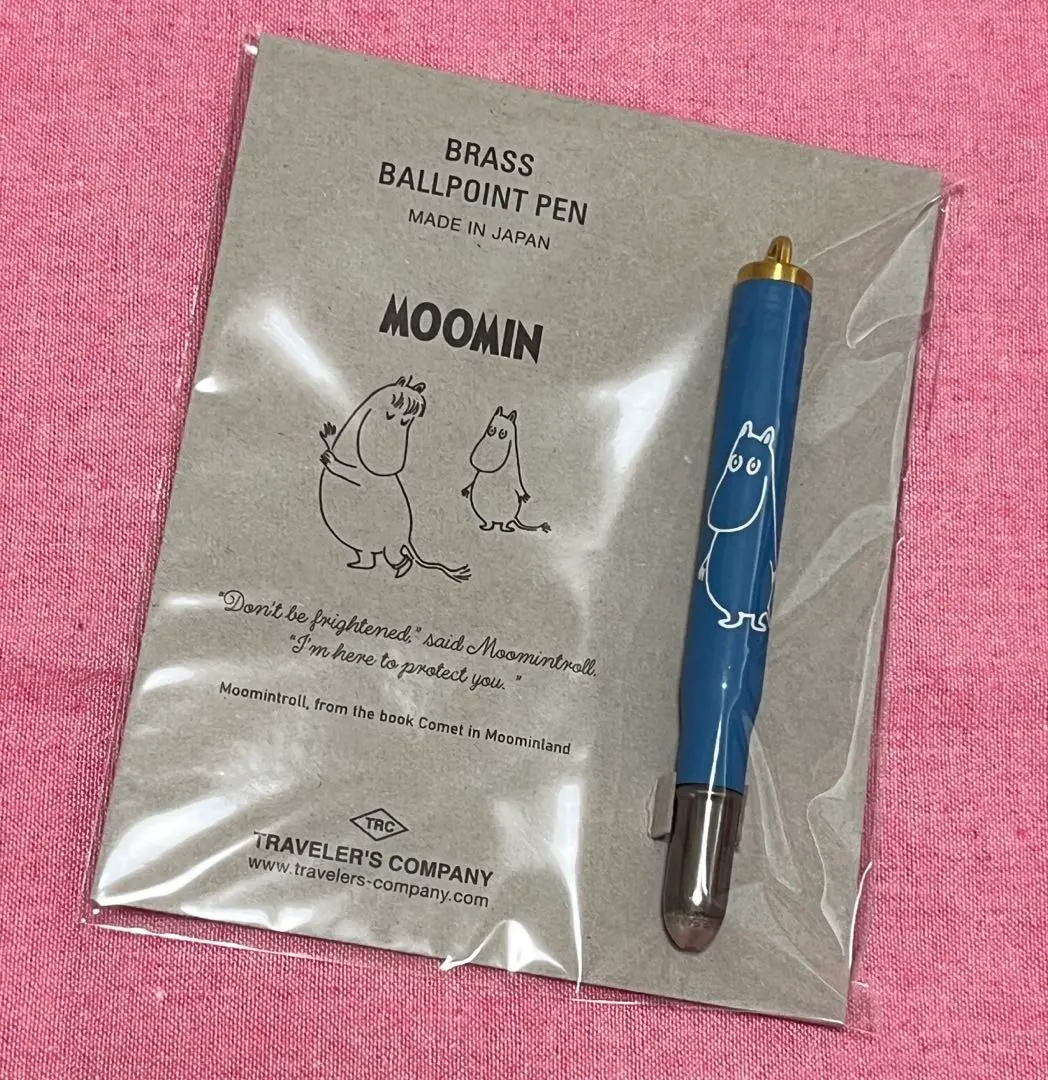 BRASS
BALLPOINT PEN
MADE IN JAPAN
MOOMIN
"Don't be frightened," said Moomintroll.
"I'm here to protect you."
Moomintroll, from the book Comet in Moominland
TRC
TRAVELER'S COMPANY
www.travelers-company.com